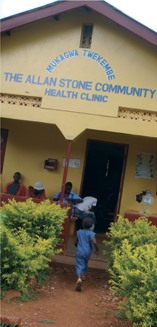 MUKAGWA TWEKEMBE
THE ALLAN STONE COMMUNITY
HEALTH CLINIC